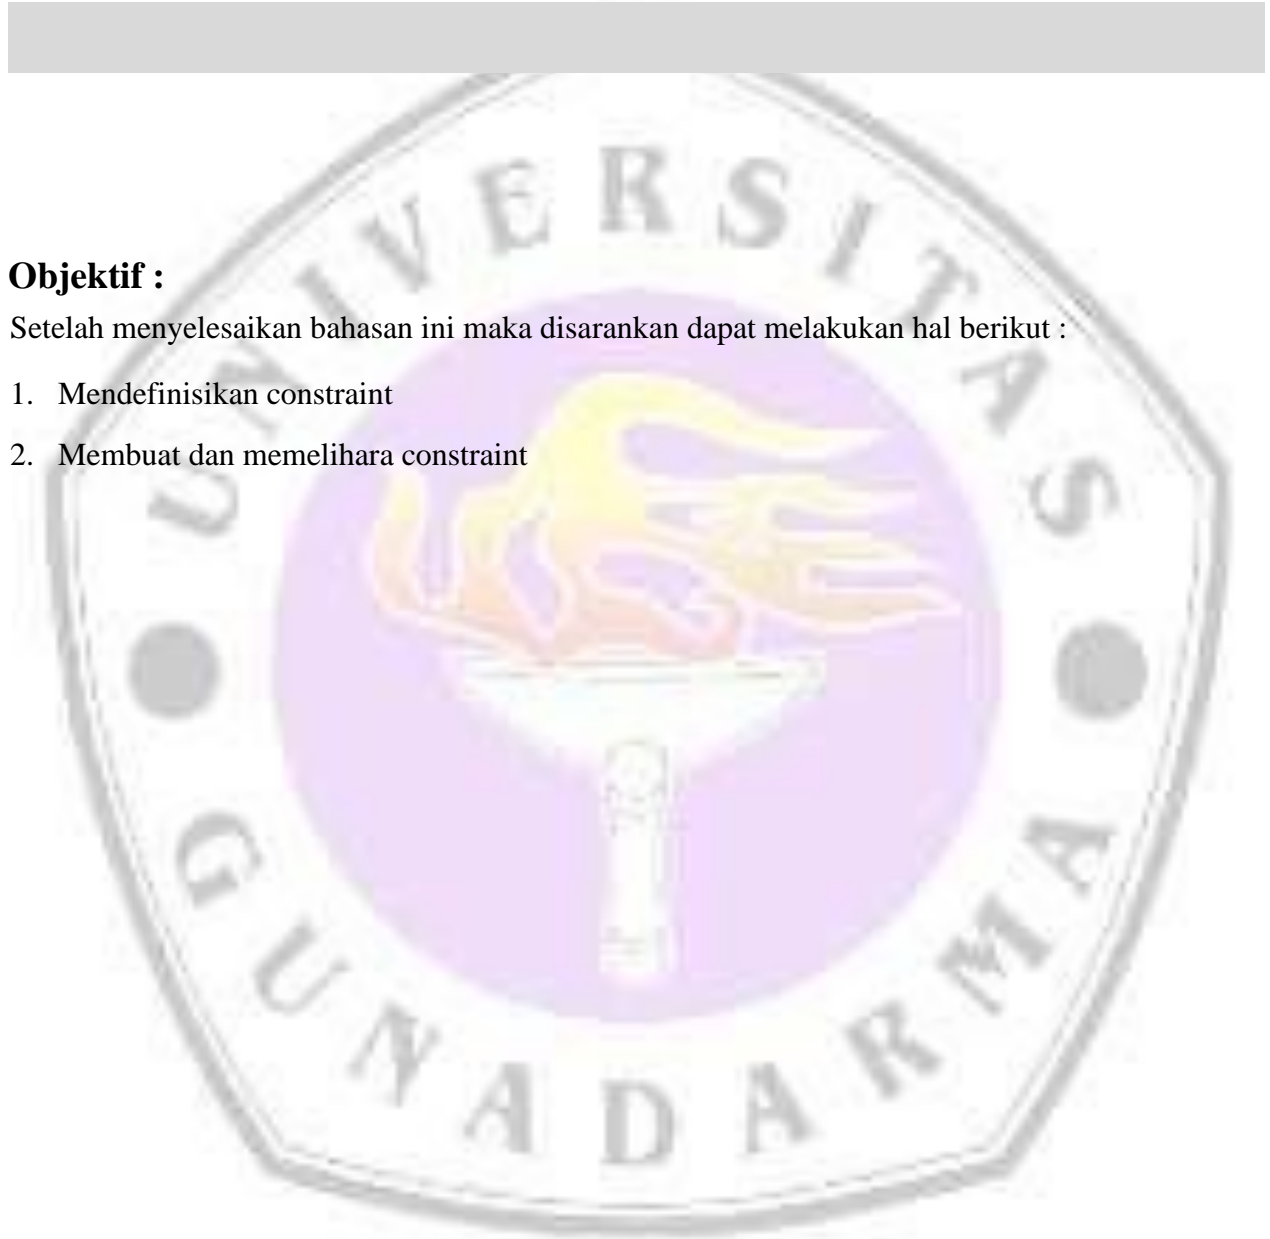 Objektif :
Setelah menyelesaikan bahasan ini maka disarankan dapat melakukan hal berikut :
1. Mendefinisikan constraint
2. Membuat dan memelihara constraint
UNIVERSITAS
GUNADARMA